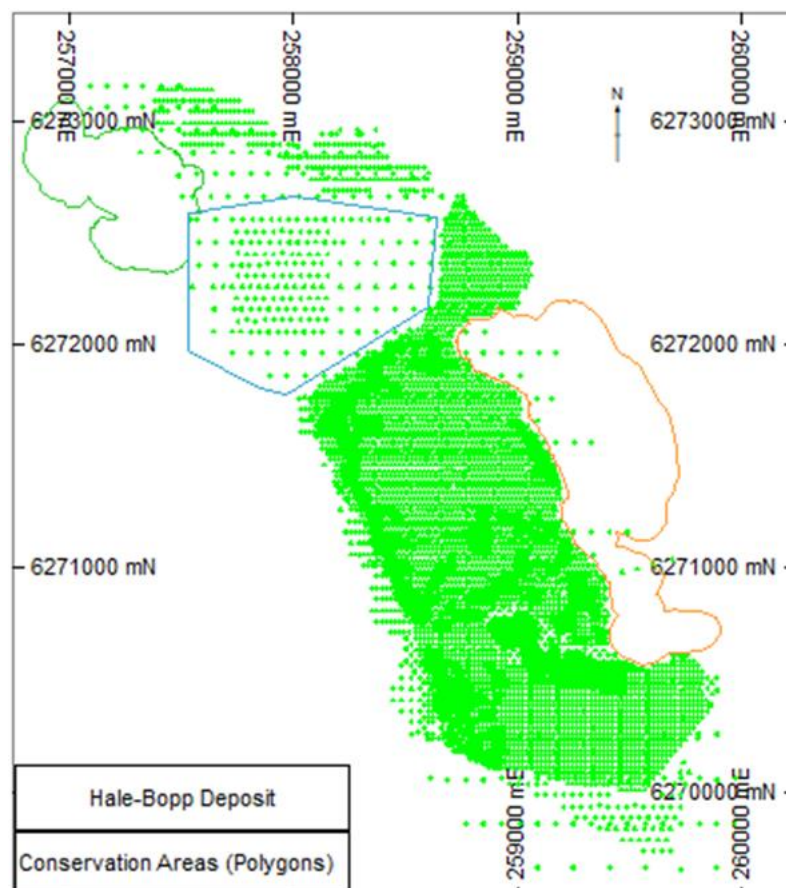 257000 mE
258000 mE
259000 mE
260000 mE
N
6273000 mN
6273000 mN
6272000 mN
6272000 mN
6271000 mN
6271000 mN
6270000 mN
259000 mE
260000 mE
Hale-Bopp Deposit
Conservation Areas (Polygons)